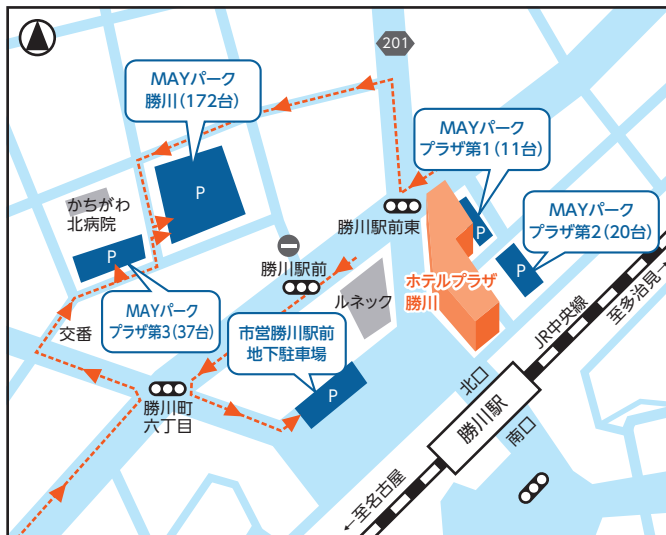 201
MAYパーク
勝川(172台)
MAYパーク
プラザ第1(11台)
MAYパーク
プラザ第2(20台)
P
P
P
P
P
かちがわ
北病院
勝川駅前東
勝川駅前
ルネック
ホテルプラザ
勝川
MAYパーク
プラザ第3(37台)
交番
市営勝川駅前
地下駐車場
勝川町
六丁目
JR中央線
至多治見→
北口
勝川駅
南口
←至名古屋